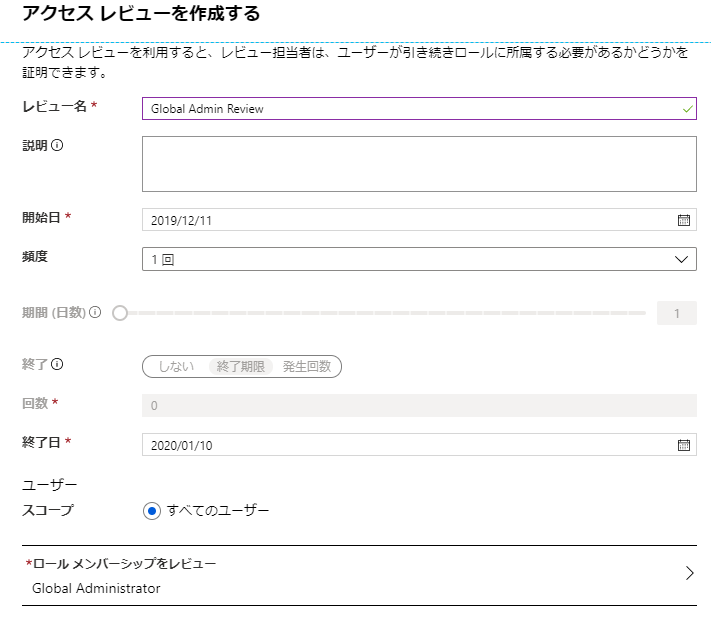 アクセス レビューを作成する
アクセス レビューを利用すると、レビュー担当者は、ユーザーが引き続きロールに所属する必要があるかどうかを
証明できます。
レビュー名 * Global Admin Review
説明
開始日 * 2019/12/11
頻度 1 回
期間 (日数) 1
終了 しない 終了期限 発生回数
回数 * 0
終了日 * 2020/01/10
ユーザー
スコープ すべてのユーザー
*ロール メンバーシップをレビュー
Global Administrator